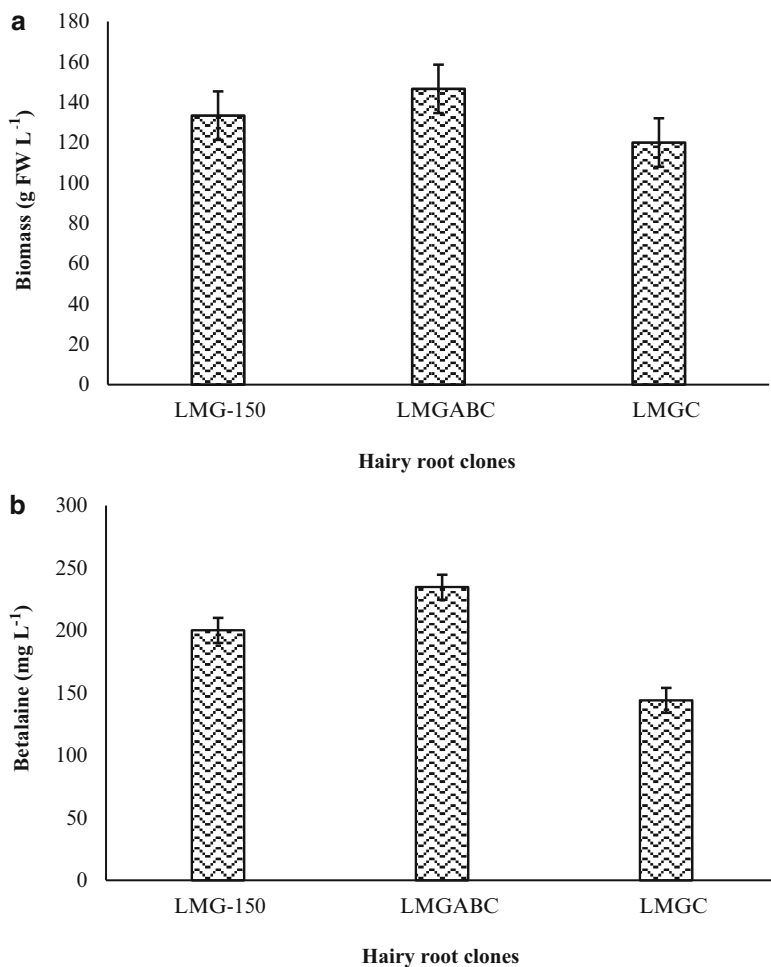 a
180
160
140
120
100
80
60
40
20
0
Biomass (g FW L⁻¹)
LMG-150 LMGABC LMGC
Hairy root clones
b
300
250
200
150
100
50
0
Betalaine (mg L⁻¹)
LMG-150 LMGABC LMGC
Hairy root clones